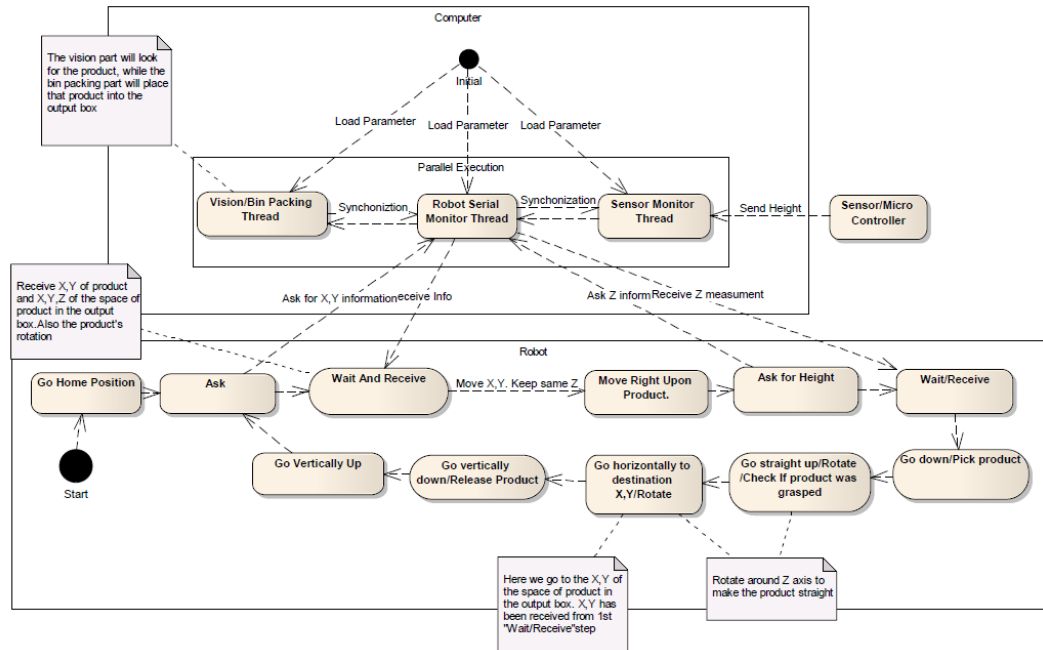 Computer
The vision part will look
for the product, while the
bin packing part will place
that product into the
output box
Initial
Load Parameter
Load Parameter
Load Parameter
Parallel Execution
Vision/Bin Packing
Thread
Synchoniztion
Robot Serial
Monitor Thread
Synchonization
Sensor Monitor
Thread
Send Height
Sensor/Micro
Controller
Receive X,Y of product
and X,Y,Z of the space of
product in the output
box.Also the product's
rotation
Ask for X,Y information
eceive Info
Ask Z inform
Receive Z measument
Robot
Go Home Position
Ask
Wait And Receive
Move X,Y. Keep same Z
Move Right Upon
Product.
Ask for Height
Wait/Receive
Start
Go Vertically Up
Go vertically
down/Release Product
Go horizontally to
destination
X,Y/Rotate
Go straight up/Rotate
/Check If product was
grasped
Go down/Pick product
Here we go to the X,Y of
the space of product in
the output box. X,Y has
been received from 1st
"Wait/Receive"step
Rotate around Z axis to
make the product straight